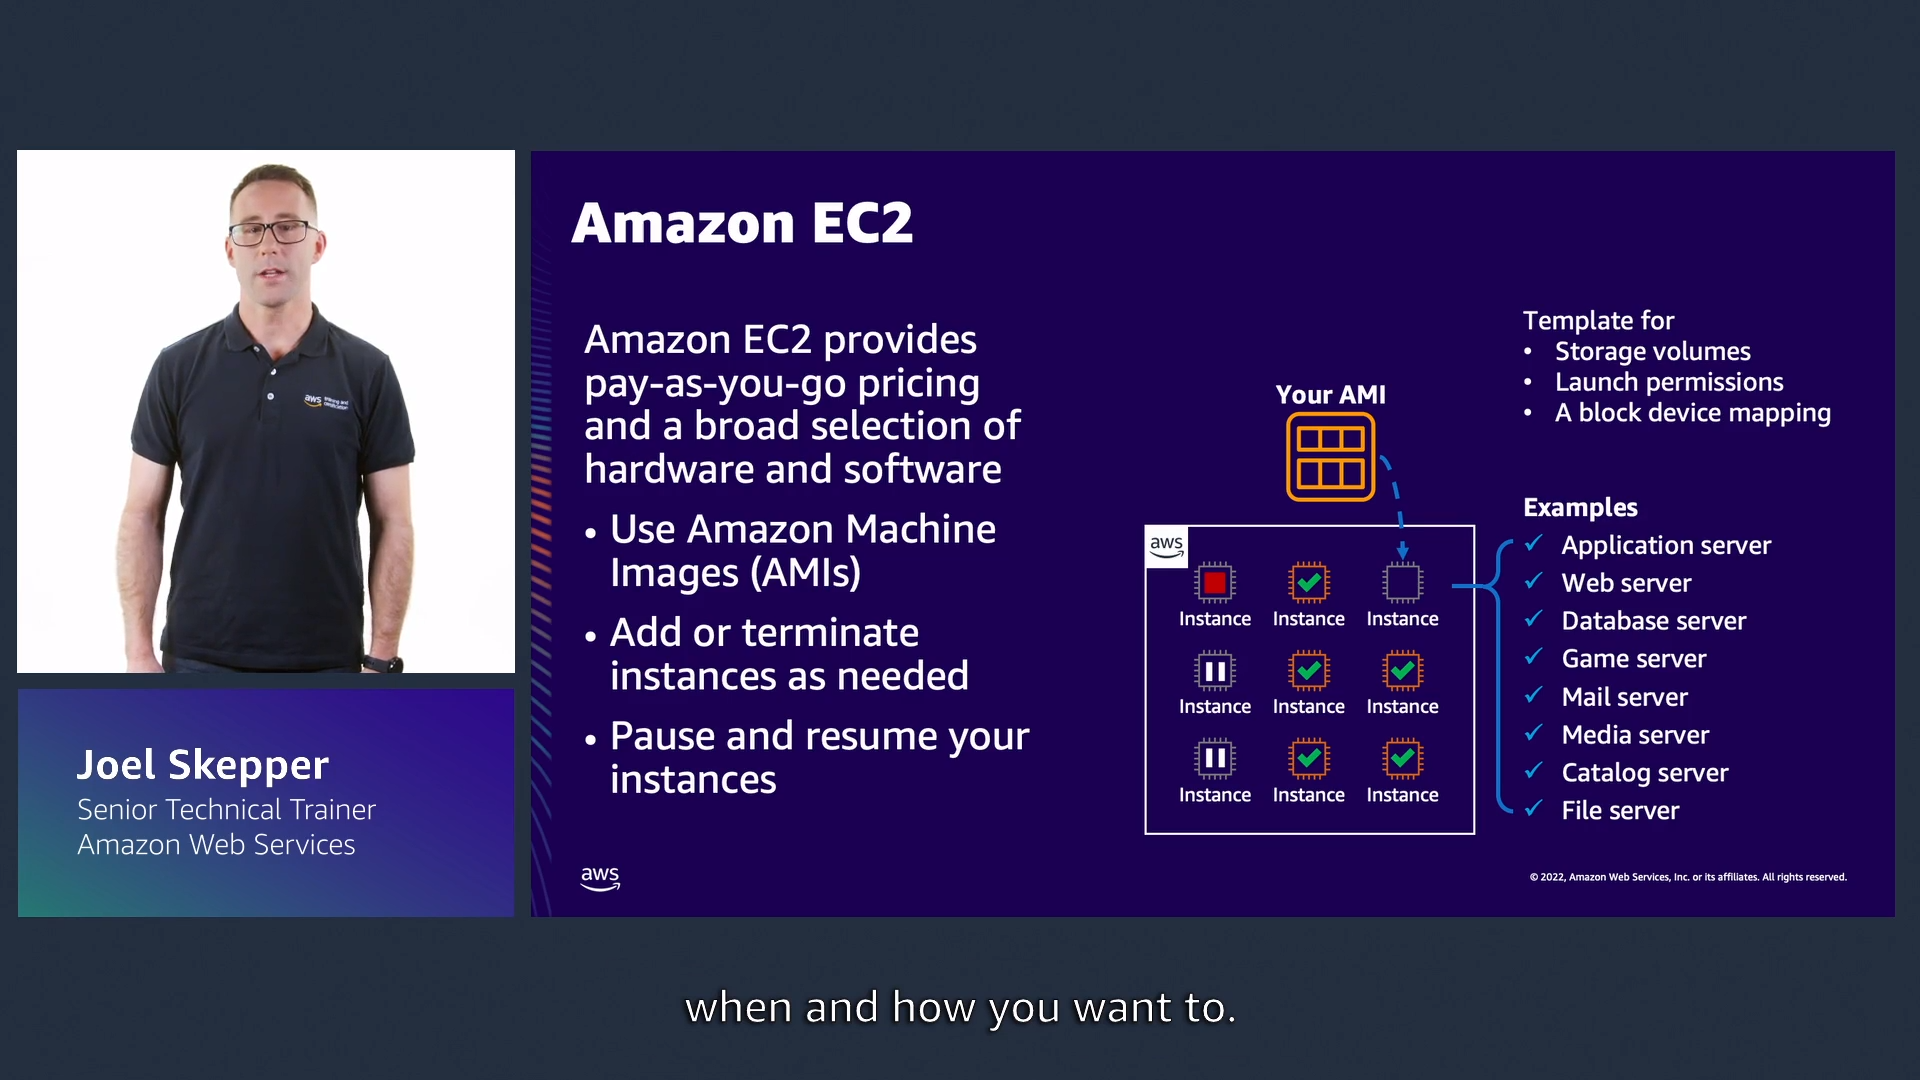 aws training and certification
Joel Skepper
Senior Technical Trainer
Amazon Web Services
Amazon EC2
Amazon EC2 provides
pay-as-you-go pricing
and a broad selection of
hardware and software
• Use Amazon Machine
Images (AMIs)
• Add or terminate
instances as needed
• Pause and resume your
instances
Your AMI
aws
Instance Instance Instance
Instance Instance Instance
Instance Instance Instance
Template for
• Storage volumes
• Launch permissions
• A block device mapping
Examples
✓ Application server
✓ Web server
✓ Database server
✓ Game server
✓ Mail server
✓ Media server
✓ Catalog server
✓ File server
aws
© 2022, Amazon Web Services, Inc. or its affiliates. All rights reserved.
when and how you want to.